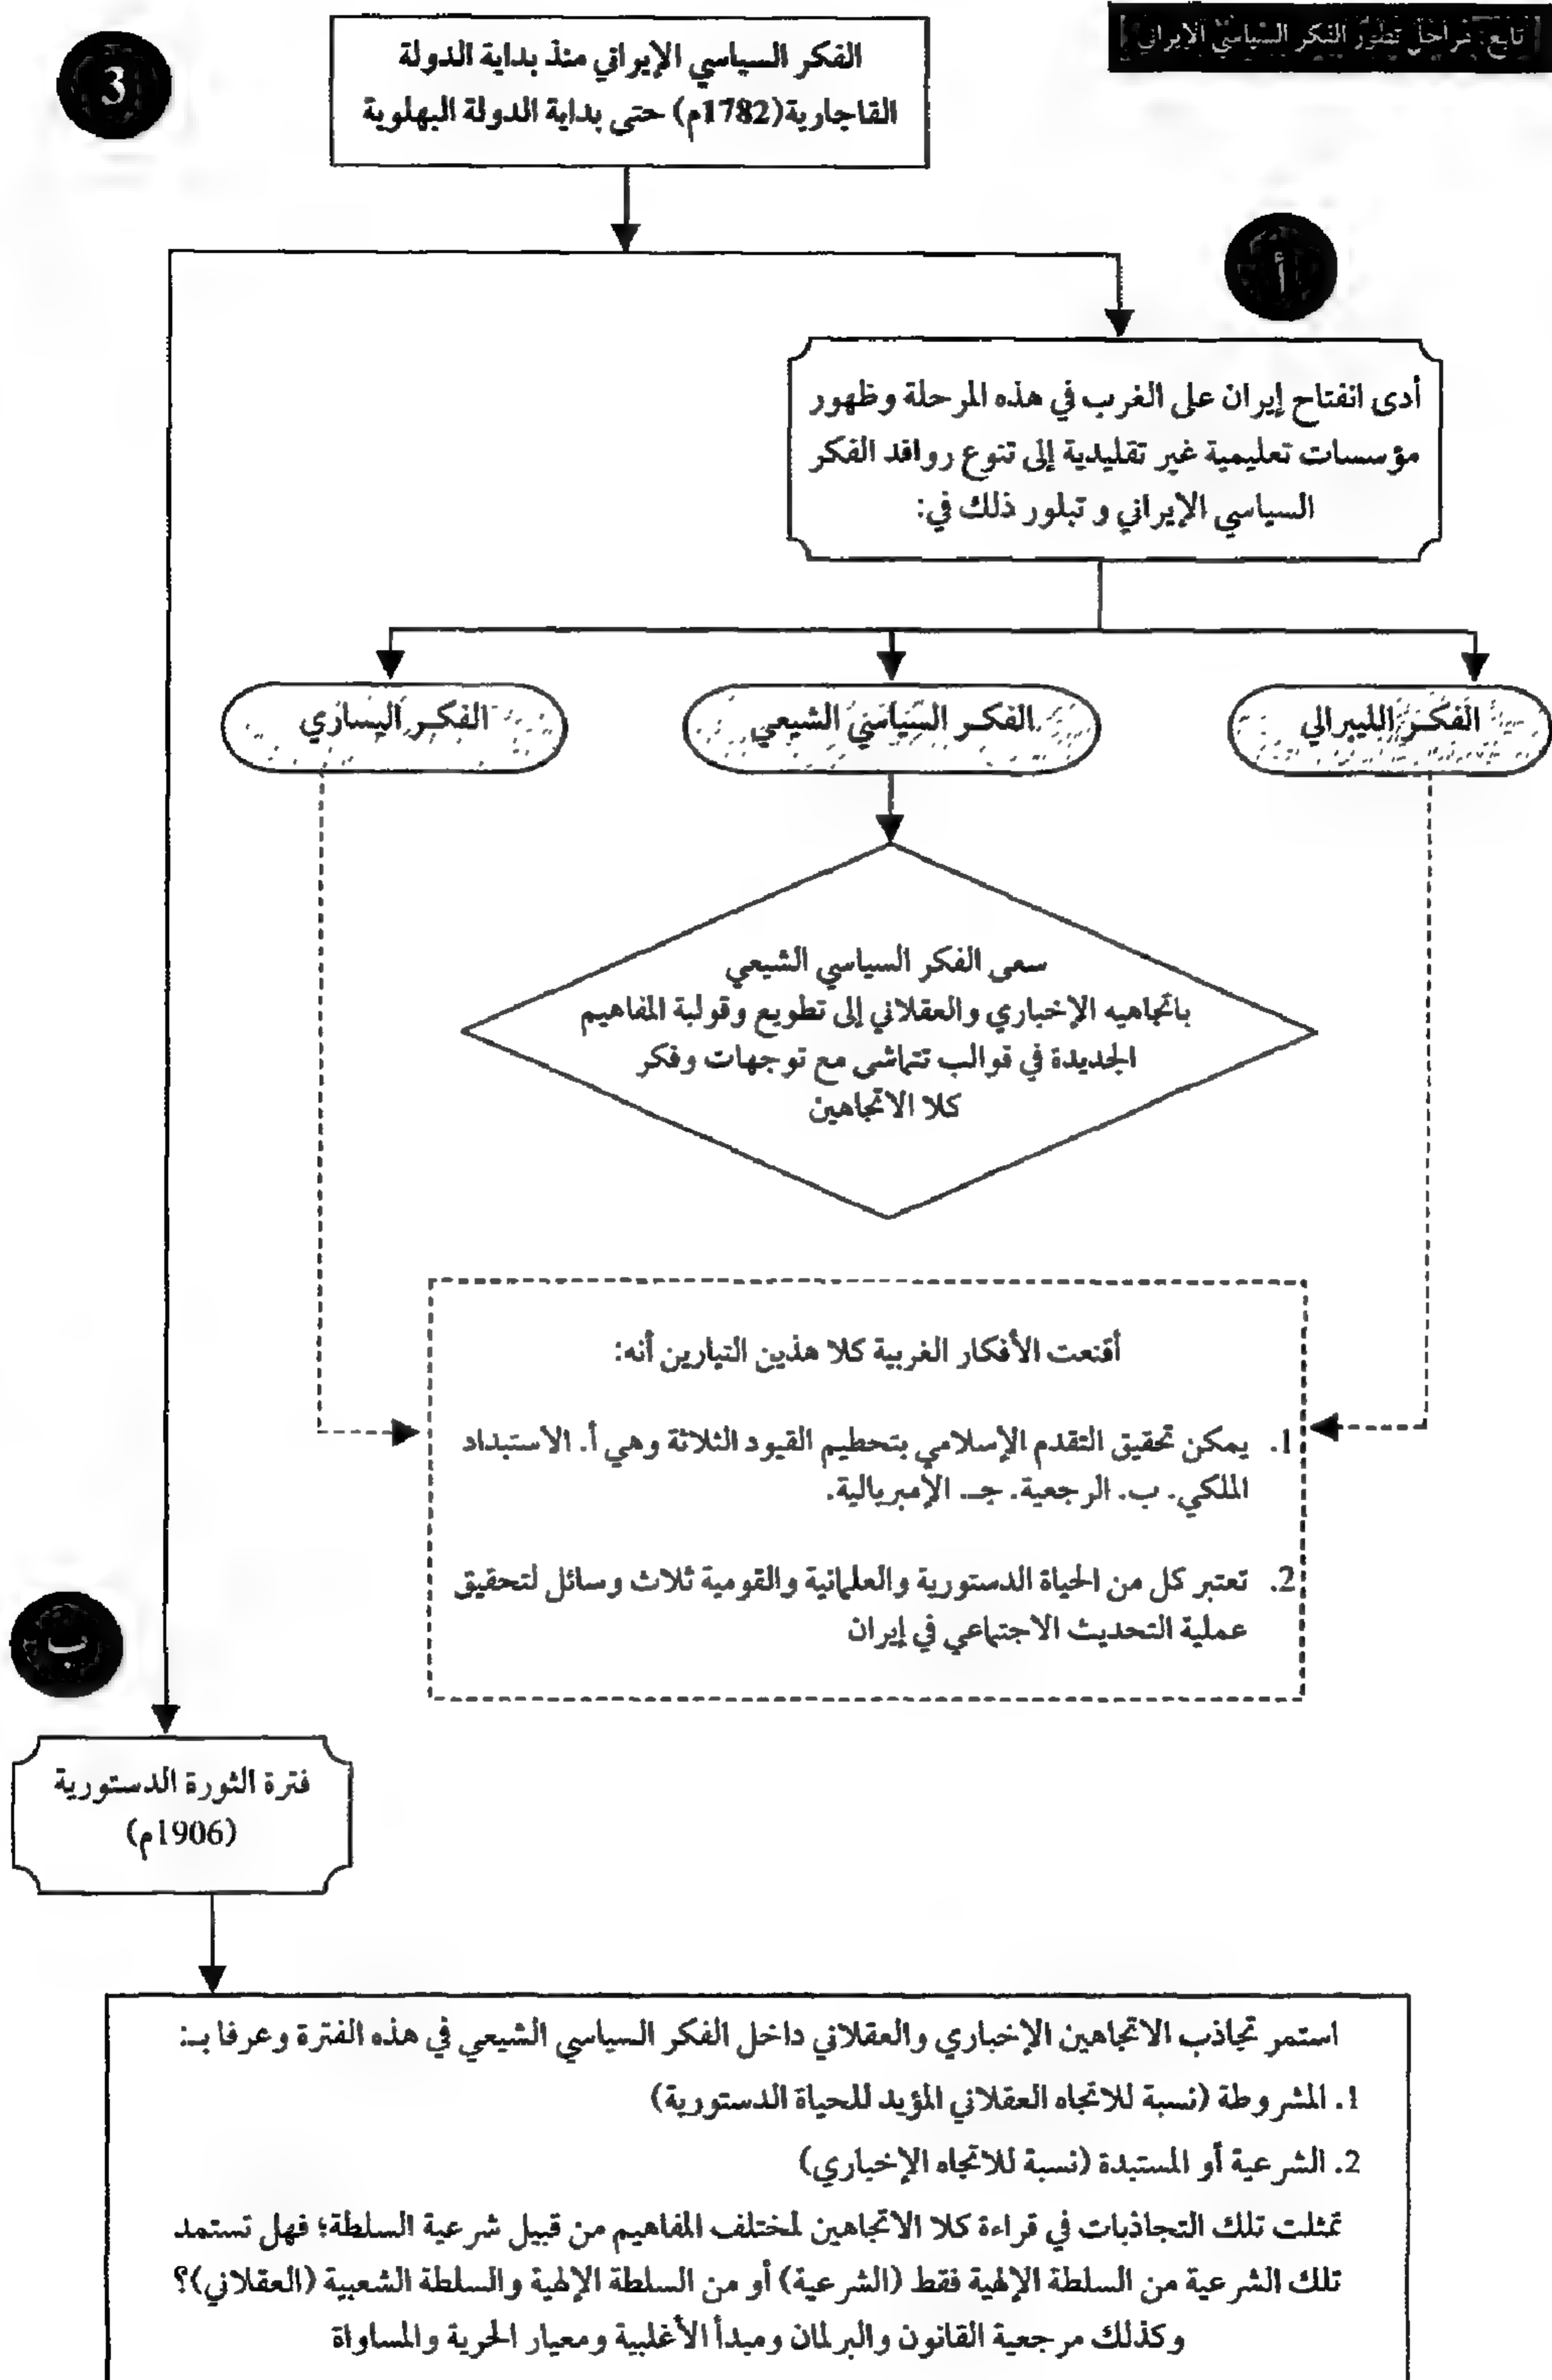 تابع: مراحل تطور الفكر السياسي الإيراني
3
الفكر السياسي الإيراني منذ بداية الدولة
القاجارية(1782م) حتى بداية الدولة البهلوية
أ
أدى انفتاح إيران على الغرب في هذه المرحلة وظهور
مؤسسات تعليمية غير تقليدية إلى تنوع روافد الفكر
السياسي الإيراني و تبلور ذلك في:
الفكر الليبرالي
الفكر السياسي الشيعي
الفكر اليساري
سعى الفكر السياسي الشيعي
باتجاهيه الإخباري والعقلاني إلى تطويع وقولبة المفاهيم
الجديدة في قوالب تتماشى مع توجهات وفكر
كلا الاتجاهين
أقنعت الأفكار الغربية كلا هذين التيارين أنه:
1. يمكن تحقيق التقدم الإسلامي بتحطيم القيود الثلاثة وهي أ. الاستبداد
الملكي. ب. الرجعية. جـ. الإمبريالية.
2. تعتبر كل من الحياة الدستورية والعلمانية والقومية ثلاث وسائل لتحقيق
عملية التحديث الاجتماعي في إيران
ب
فترة الثورة الدستورية
(1906م)
استمر تجاذب الاتجاهين الإخباري والعقلاني داخل الفكر السياسي الشيعي في هذه الفترة وعرفا بـ:
1. المشروطة (نسبة للاتجاه العقلاني المؤيد للحياة الدستورية)
2. الشرعية أو المستبدة (نسبة للاتجاه الإخباري)
تمثلت تلك التجاذبات في قراءة كلا الاتجاهين لمختلف المفاهيم من قبيل شرعية السلطة؛ فهل تستمد
تلك الشرعية من السلطة الإلهية فقط (الشرعية) أو من السلطة الإلهية والسلطة الشعبية (العقلاني)؟
وكذلك مرجعية القانون والبرلمان ومبدأ الأغلبية ومعيار الحرية والمساواة